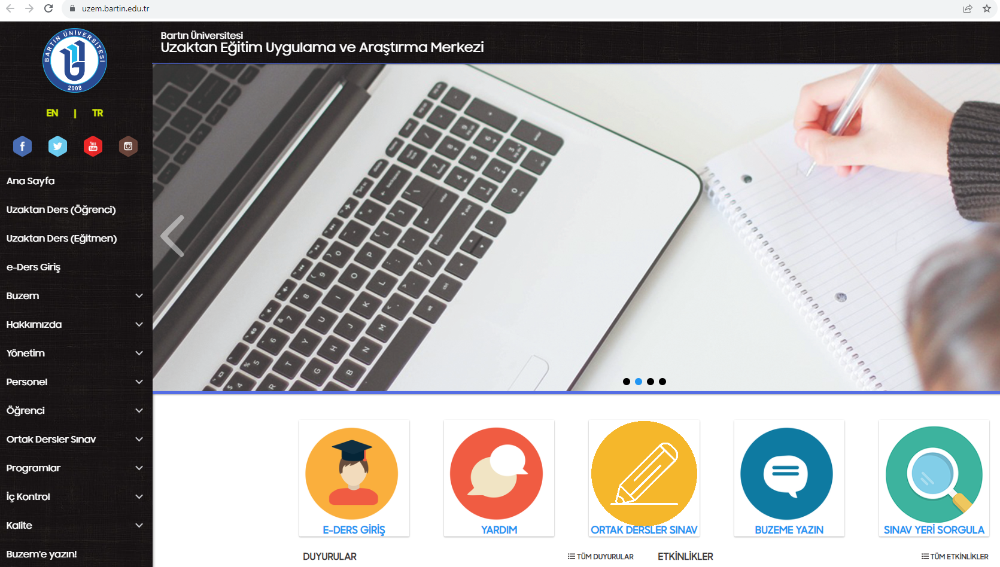 uzem.bartin.edu.tr
BARTIN ÜNİVERSİTESİ
2008
EN | TR
Ana Sayfa
Uzaktan Ders (Öğrenci)
Uzaktan Ders (Eğitmen)
e-Ders Giriş
Buzem
Hakkımızda
Yönetim
Personel
Öğrenci
Ortak Dersler Sınav
Programlar
İç Kontrol
Kalite
Buzem'e yazın!
Bartın Üniversitesi
Uzaktan Eğitim Uygulama ve Araştırma Merkezi
E-DERS GİRİŞ
YARDIM
ORTAK DERSLER SINAV
BUZEME YAZIN
SINAV YERİ SORGULA
DUYURULAR
TÜM DUYURULAR
ETKİNLİKLER
TÜM ETKİNLİKLER